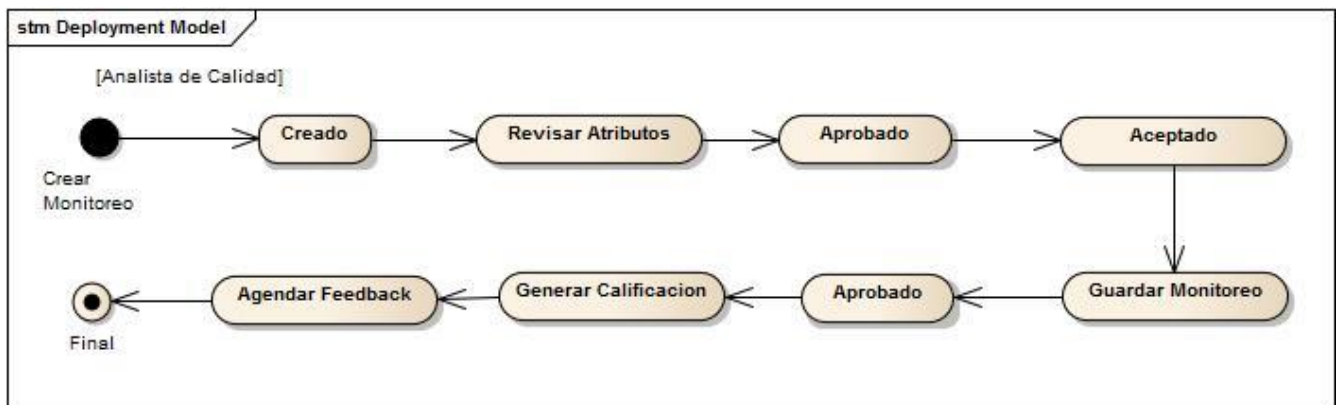 stm Deployment Model
[Analista de Calidad]
Creado
Revisar Atributos
Aprobado
Aceptado
Crear
Monitoreo
Agendar Feedback
Generar Calificacion
Aprobado
Guardar Monitoreo
Final